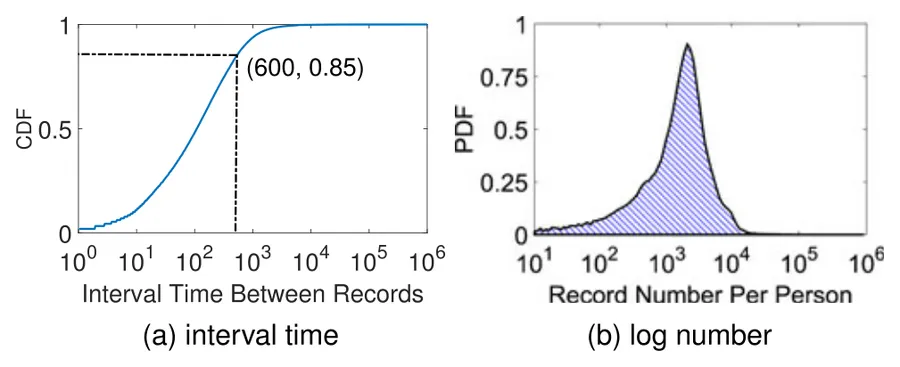 1
0.5
0
CDF
(600, 0.85)
10^0 10^1 10^2 10^3 10^4 10^5 10^6
Interval Time Between Records
(a) interval time
1
0.75
0.5
0.25
0
PDF
10^1 10^2 10^3 10^4 10^5 10^6
Record Number Per Person
(b) log number